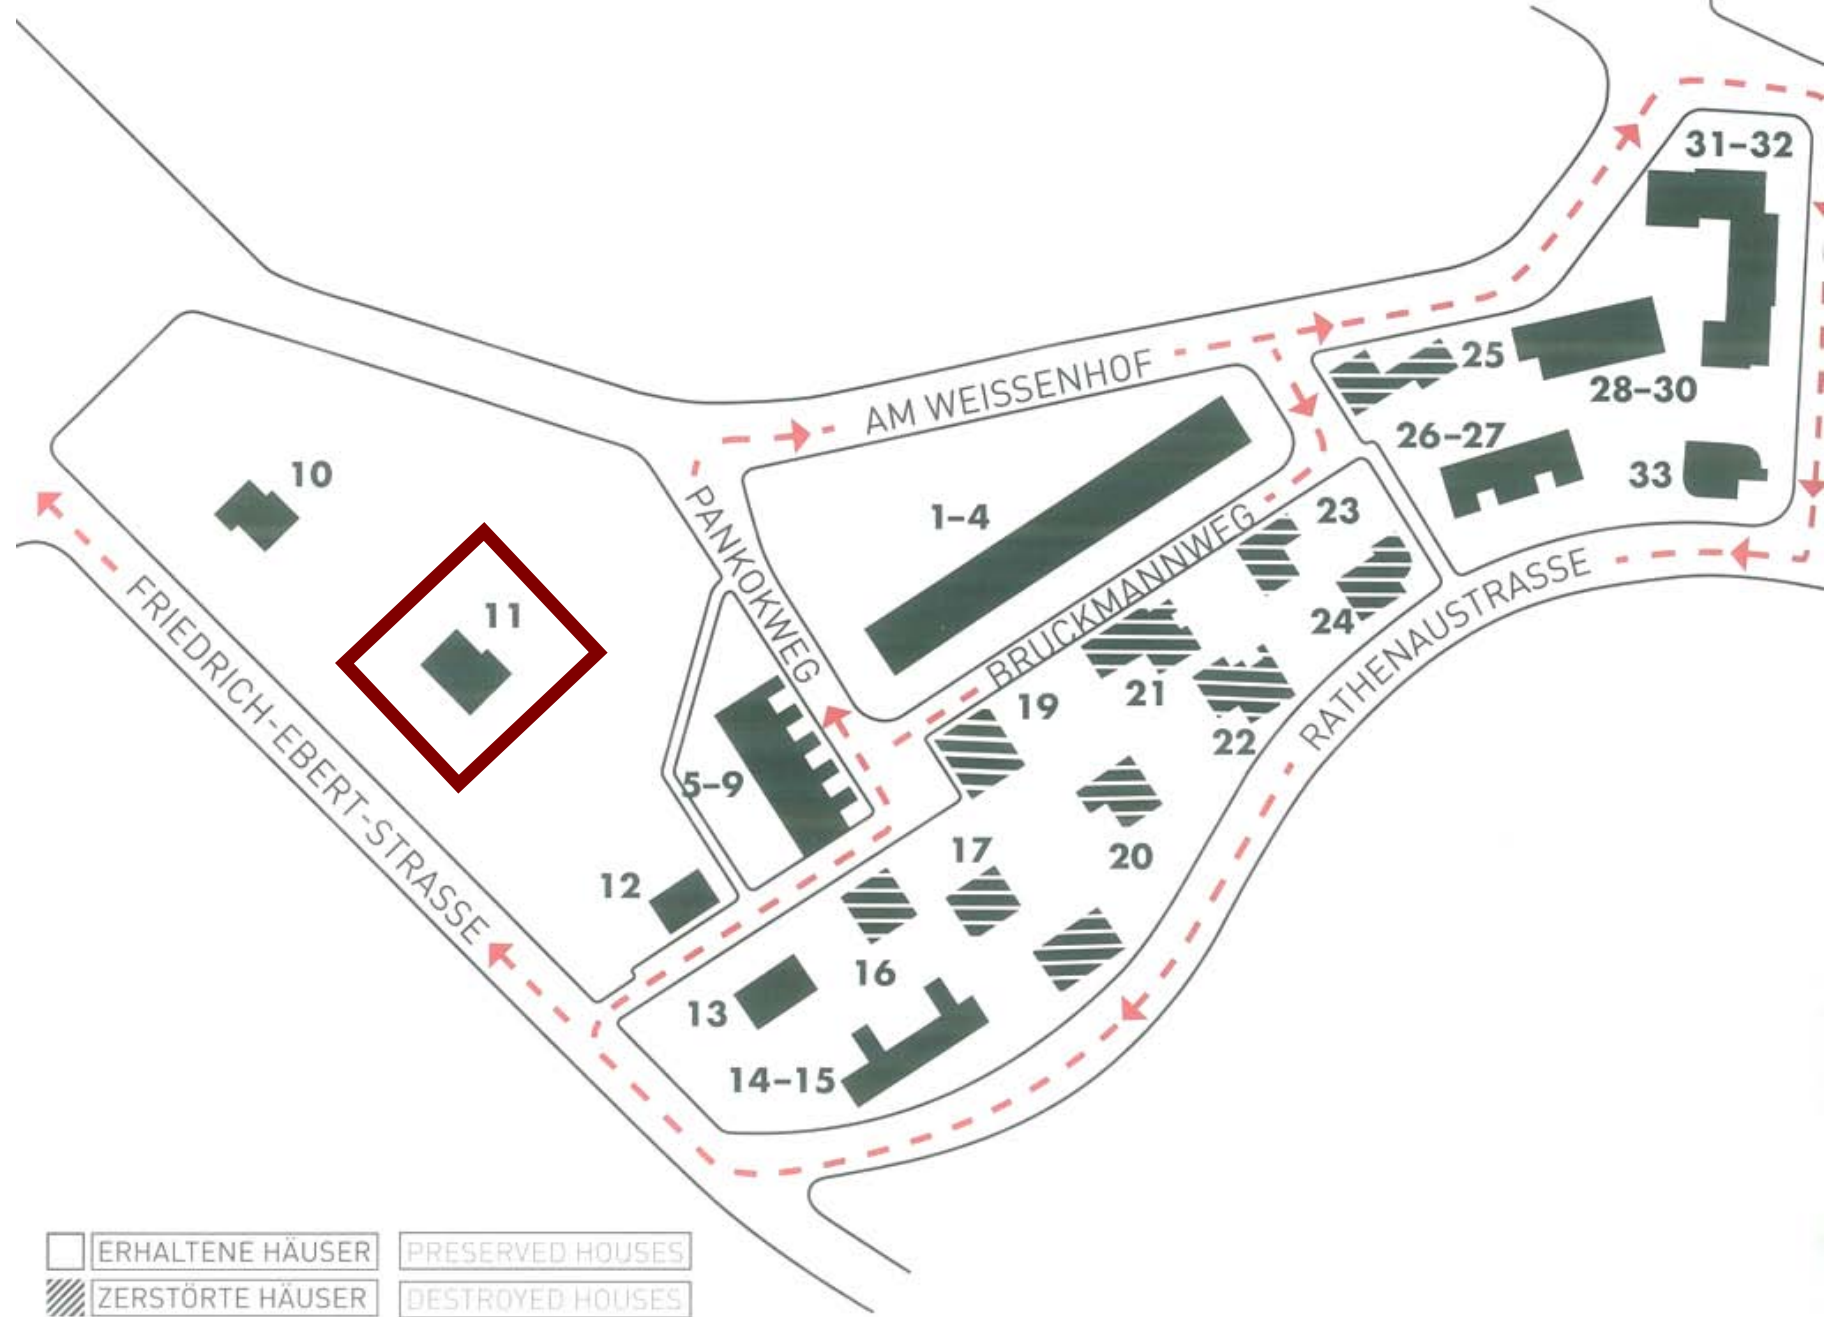 31-32
25
28-30
AM WEISSENHOF
26-27
10
33
1-4
23
PANKOKWEG
BRUCKMANNWEG
11
24
RATHENAUSTRASSE
FRIEDRICH-EBERT-STRASSE
21
19
22
5-9
17
20
12
16
13
14-15
ERHALTENE HÄUSER PRESERVED HOUSES
ZERSTÖRTE HÄUSER DESTROYED HOUSES